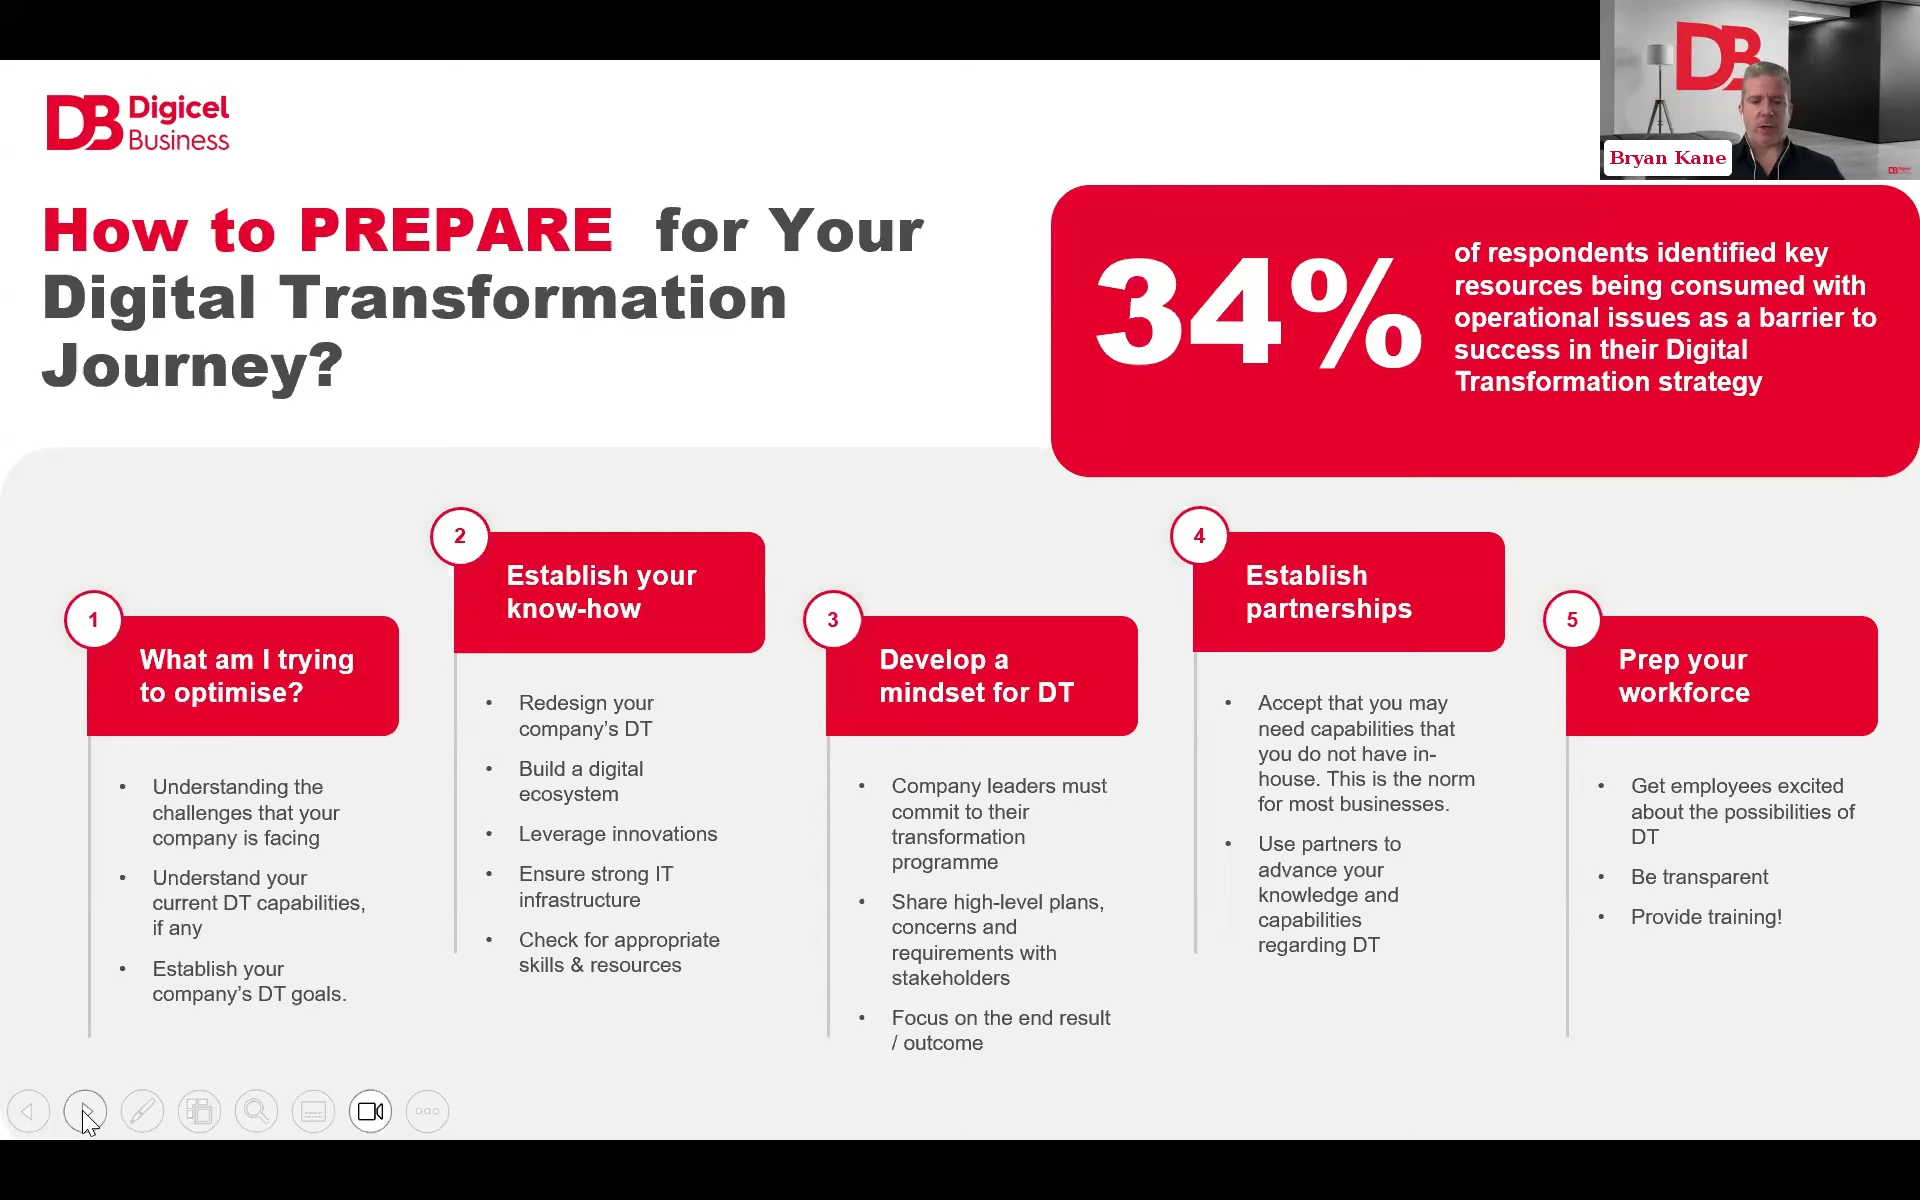 DB Digicel
Business
DB
Bryan Kane
How to PREPARE for Your
Digital Transformation
Journey?
34%
of respondents identified key
resources being consumed with
operational issues as a barrier to
success in their Digital
Transformation strategy
1
What am I trying
to optimise?
• Understanding the
challenges that your
company is facing
• Understand your
current DT capabilities,
if any
• Establish your
company’s DT goals.
2
Establish your
know-how
• Redesign your
company’s DT
• Build a digital
ecosystem
• Leverage innovations
• Ensure strong IT
infrastructure
• Check for appropriate
skills & resources
3
Develop a
mindset for DT
• Company leaders must
commit to their
transformation
programme
• Share high-level plans,
concerns and
requirements with
stakeholders
• Focus on the end result
/ outcome
4
Establish
partnerships
• Accept that you may
need capabilities that
you do not have in-
house. This is the norm
for most businesses.
• Use partners to
advance your
knowledge and
capabilities
regarding DT
5
Prep your
workforce
• Get employees excited
about the possibilities of
DT
• Be transparent
• Provide training!